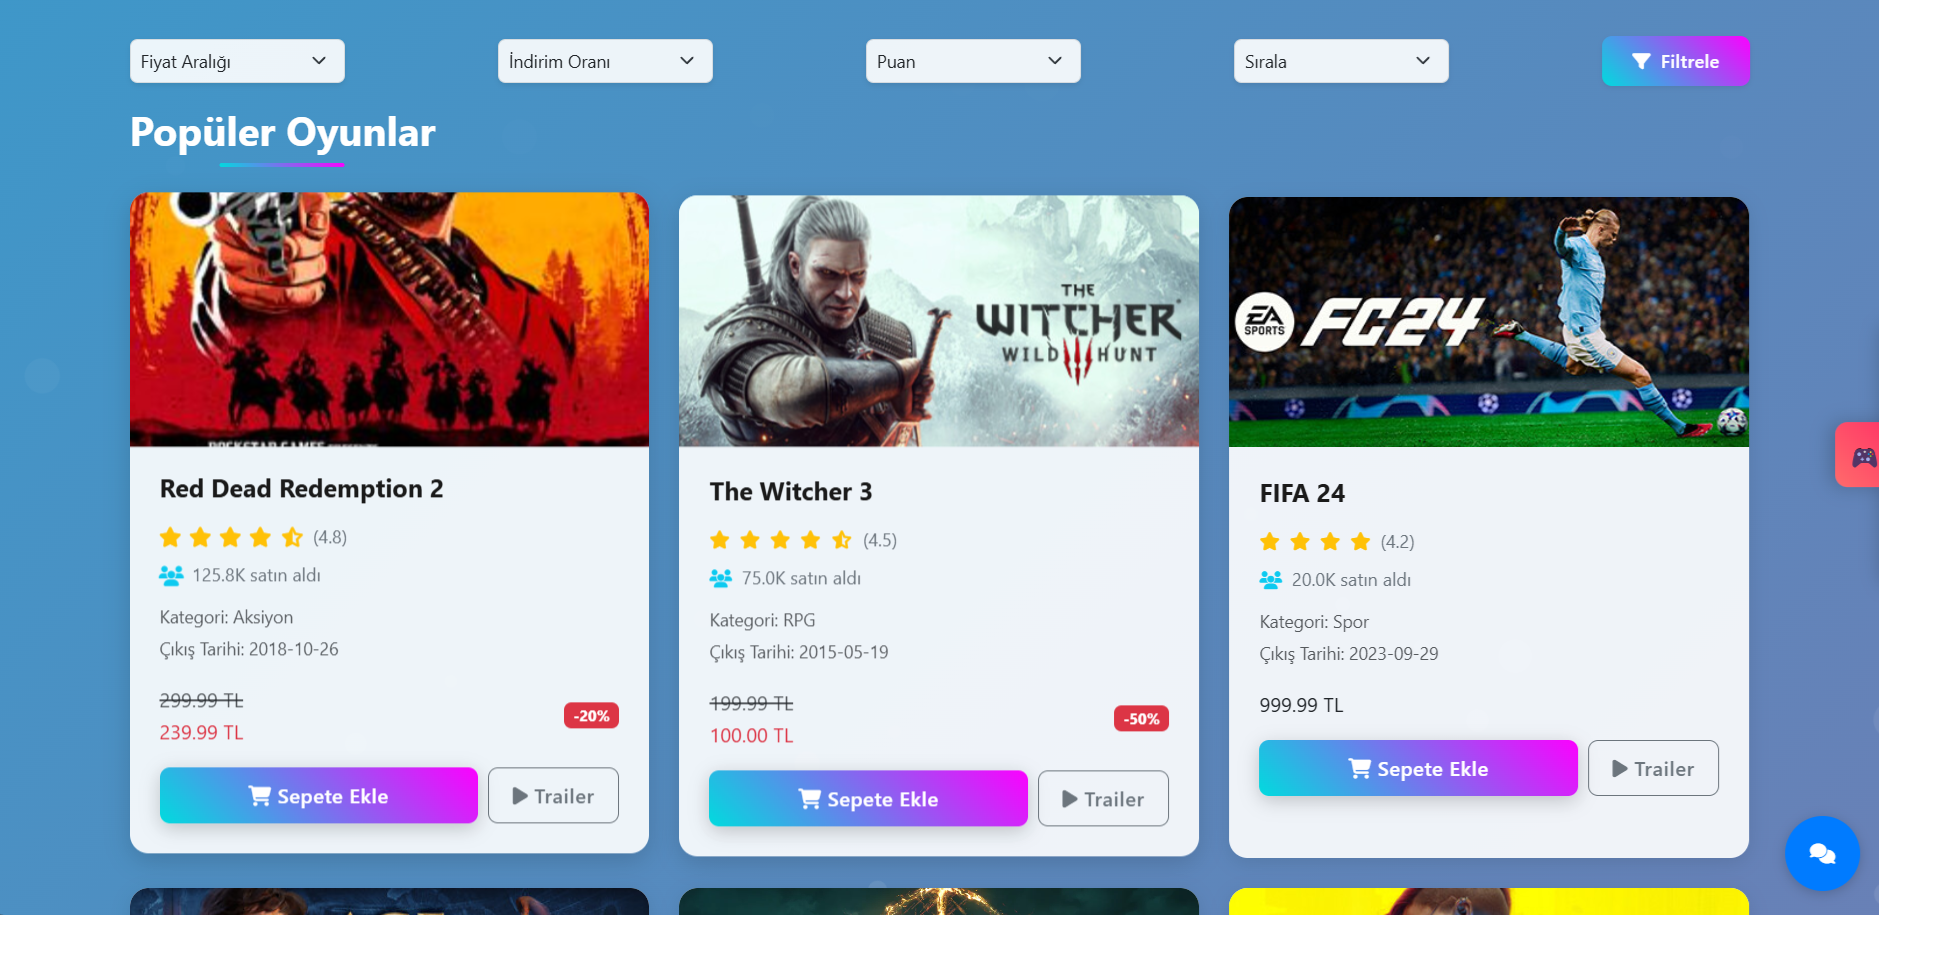 Fiyat Aralığı
İndirim Oranı
Puan
Sırala
Filtrele
Popüler Oyunlar
ROCKSTAR GAMES PRESENTS
THE
WITCHER
WILD HUNT
EA
SPORTS
FC24
Red Dead Redemption 2
(4.8)
125.8K satın aldı
Kategori: Aksiyon
Çıkış Tarihi: 2018-10-26
299.99 TL
239.99 TL
-20%
Sepete Ekle
Trailer
The Witcher 3
(4.5)
75.0K satın aldı
Kategori: RPG
Çıkış Tarihi: 2015-05-19
199.99 TL
100.00 TL
-50%
Sepete Ekle
Trailer
FIFA 24
(4.2)
20.0K satın aldı
Kategori: Spor
Çıkış Tarihi: 2023-09-29
999.99 TL
Sepete Ekle
Trailer